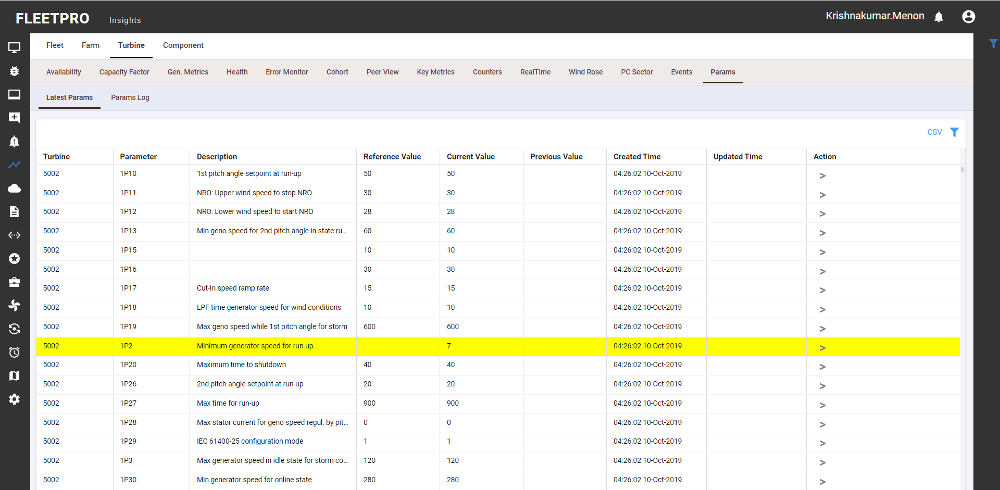 FLEETPRO Insights Krishnakumar.Menon
Fleet Farm Turbine Component
Availability Capacity Factor Gen. Metrics Health Error Monitor Cohort Peer View Key Metrics Counters RealTime Wind Rose PC Sector Events Params
Latest Params Params Log
CSV
Turbine Parameter Description Reference Value Current Value Previous Value Created Time Updated Time Action
5002 1P10 1st pitch angle setpoint at run-up 50 50 04:26:02 10-Oct-2019 >
5002 1P11 NRO: Upper wind speed to stop NRO 30 30 04:26:02 10-Oct-2019 >
5002 1P12 NRO: Lower wind speed to start NRO 28 28 04:26:02 10-Oct-2019 >
5002 1P13 Min geno speed for 2nd pitch angle in state ru... 60 60 04:26:02 10-Oct-2019 >
5002 1P15 10 10 04:26:02 10-Oct-2019 >
5002 1P16 30 30 04:26:02 10-Oct-2019 >
5002 1P17 Cut-In speed ramp rate 15 15 04:26:02 10-Oct-2019 >
5002 1P18 LPF time generator speed for wind conditions 10 10 04:26:02 10-Oct-2019 >
5002 1P19 Max geno speed while 1st pitch angle for storm 600 600 04:26:02 10-Oct-2019 >
5002 1P2 Minimum generator speed for run-up 7 04:26:02 10-Oct-2019 >
5002 1P20 Maximum time to shutdown 40 40 04:26:02 10-Oct-2019 >
5002 1P26 2nd pitch angle setpoint at run-up 20 20 04:26:02 10-Oct-2019 >
5002 1P27 Max time for run-up 900 900 04:26:02 10-Oct-2019 >
5002 1P28 Max stator current for geno speed regul. by pit... 0 0 04:26:02 10-Oct-2019 >
5002 1P29 IEC 61400-25 configuration mode 1 1 04:26:02 10-Oct-2019 >
5002 1P3 Max generator speed in idle state for storm co... 120 120 04:26:02 10-Oct-2019 >
5002 1P30 Min generator speed for online state 280 280 04:26:02 10-Oct-2019 >